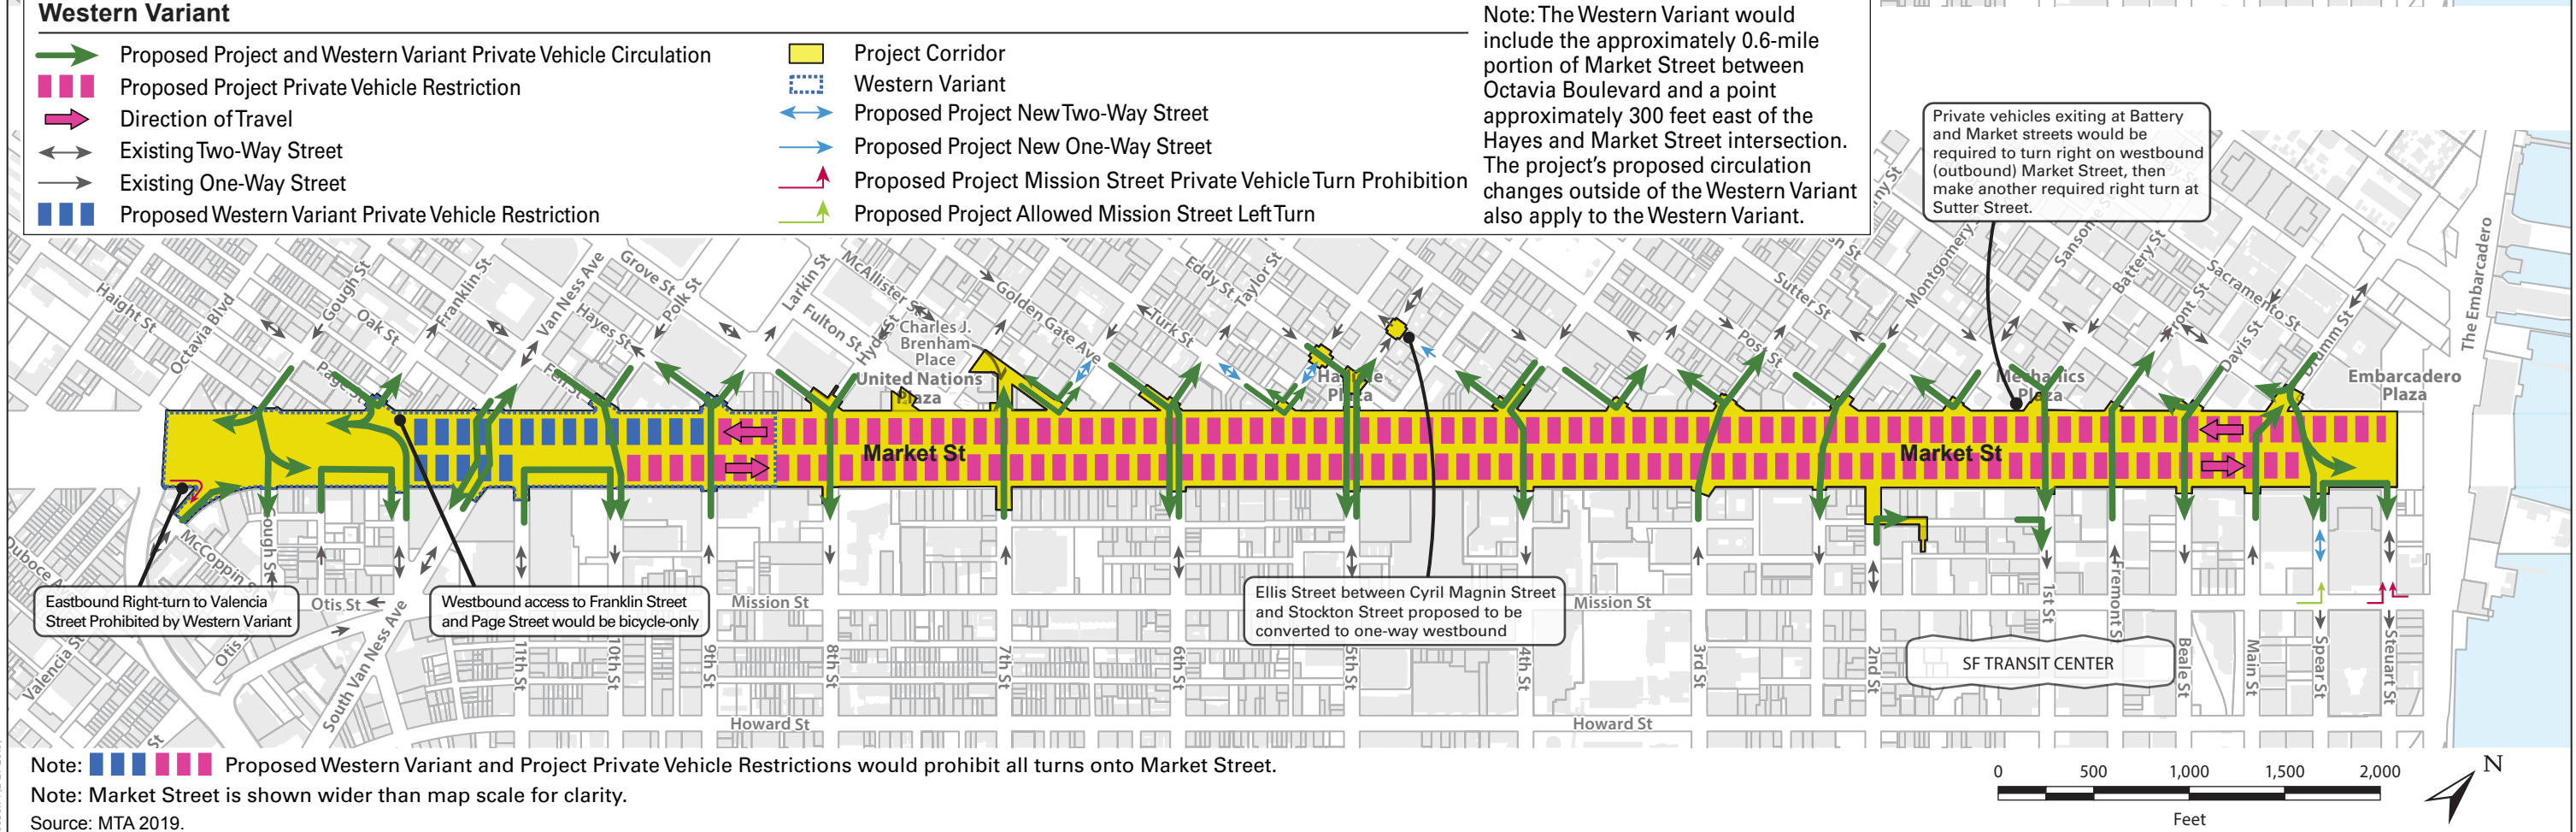 Western Variant
Proposed Project and Western Variant Private Vehicle Circulation
Proposed Project Private Vehicle Restriction
Direction of Travel
Existing Two-Way Street
Existing One-Way Street
Proposed Western Variant Private Vehicle Restriction
Project Corridor
Western Variant
Proposed Project New Two-Way Street
Proposed Project New One-Way Street
Proposed Project Mission Street Private Vehicle Turn Prohibition
Proposed Project Allowed Mission Street Left Turn
Note: The Western Variant would
include the approximately 0.6-mile
portion of Market Street between
Octavia Boulevard and a point
approximately 300 feet east of the
Hayes and Market Street intersection.
The project's proposed circulation
changes outside of the Western Variant
also apply to the Western Variant.
Private vehicles exiting at Battery
and Market streets would be
required to turn right on westbound
(outbound) Market Street, then
make another required right turn at
Sutter Street.
Haight St
Octavia Blvd
Gough St
Oak St
Page St
Franklin St
Van Ness Ave
Hayes St
Fell St
Grove St
Polk St
Larkin St
Fulton St
McAllister St
Hyde St
Charles J.
Brenham
Place
United Nations
Plaza
Golden Gate Ave
Turk St
Eddy St
Taylor St
Plaza
Sutter St
Post St
Montgomery
Sansome St
Battery St
Mechanics
Plaza
Front St
Sacramento St
Davis St
Drumm St
Embarcadero
Plaza
The Embarcadero
Market St
Market St
McCoppin
Gough St
Otis St
Otis
Valencia St
South Van Ness Ave
11th St
10th St
9th St
8th St
7th St
6th St
5th St
4th St
3rd St
2nd St
1st St
Fremont St
Beale St
Main St
Spear St
Steuart St
Mission St
Mission St
Howard St
Howard St
Eastbound Right-turn to Valencia
Street Prohibited by Western Variant
Westbound access to Franklin Street
and Page Street would be bicycle-only
Ellis Street between Cyril Magnin Street
and Stockton Street proposed to be
converted to one-way westbound
SF TRANSIT CENTER
Note: Proposed Western Variant and Project Private Vehicle Restrictions would prohibit all turns onto Market Street.
Note: Market Street is shown wider than map scale for clarity.
Source: MTA 2019.
0 500 1,000 1,500 2,000
Feet
N